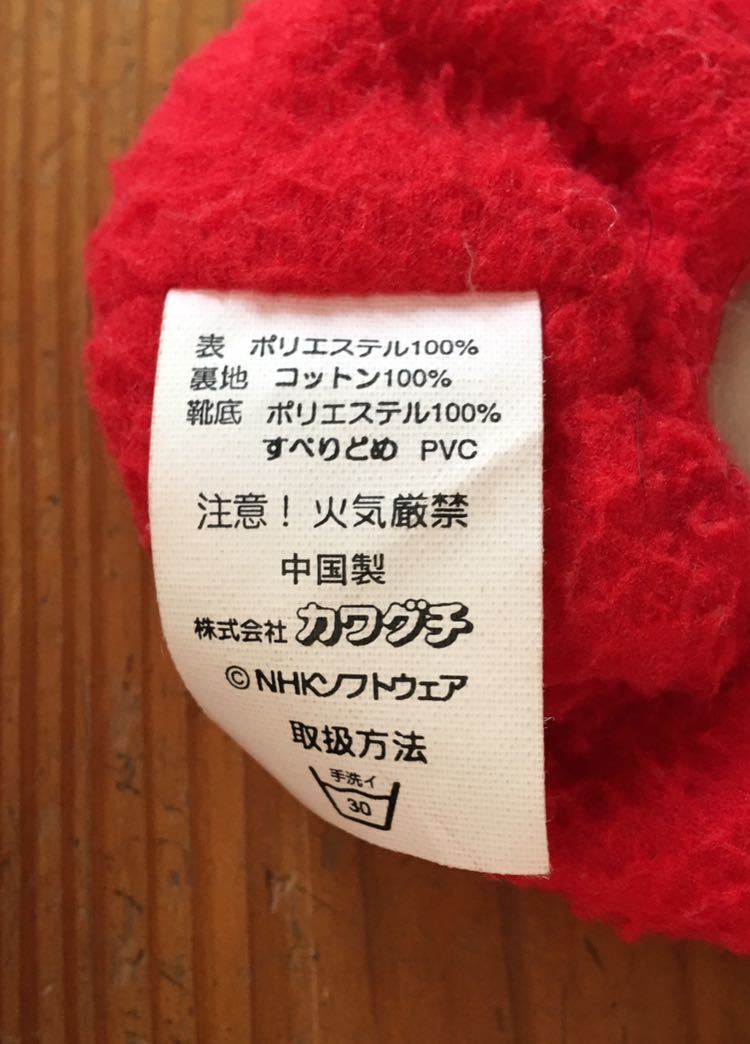 表 ポリエステル100%
裏地 コットン100%
靴底 ポリエステル100%
すべりどめ PVC
注意！火気厳禁
中国製
株式会社 カワグチ
©NHKソフトウェア
取扱方法
手洗イ
30